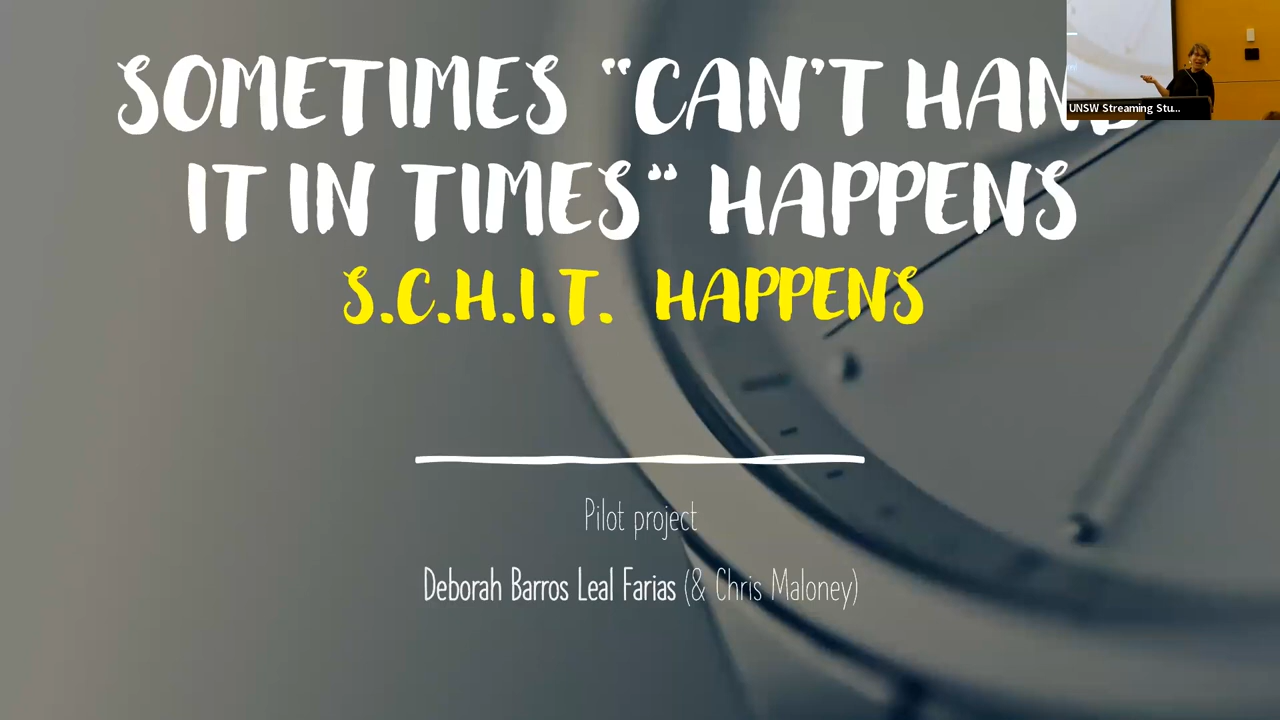 SOMETIMES “CAN’T HAN
IT IN TIMES“ HAPPENS
S.C.H.I.T. HAPPENS
Pilot project
Deborah Barros Leal Farias (& Chris Maloney)
UNSW Streaming Stu...